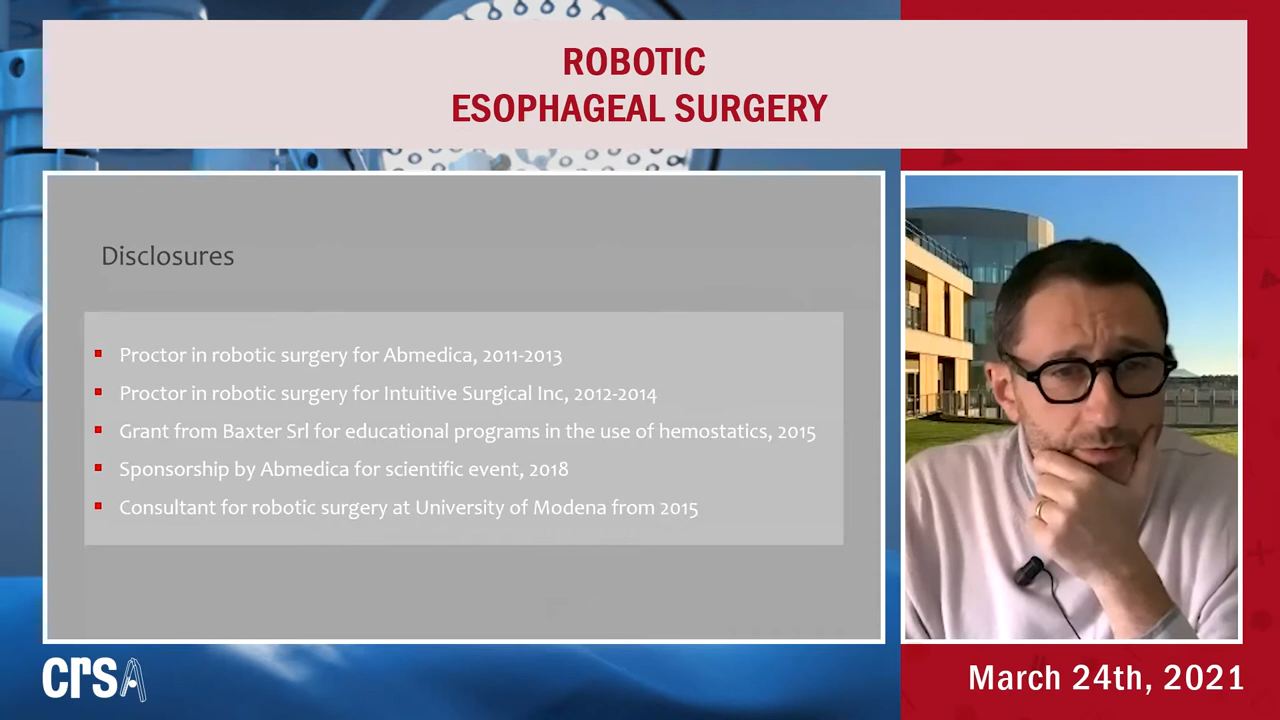 ROBOTIC
ESOPHAGEAL SURGERY
Disclosures
Proctor in robotic surgery for Abmedica, 2011-2013
Proctor in robotic surgery for Intuitive Surgical Inc, 2012-2014
Grant from Baxter Srl for educational programs in the use of hemostatics, 2015
Sponsorship by Abmedica for scientific event, 2018
Consultant for robotic surgery at University of Modena from 2015
crsA
March 24th, 2021